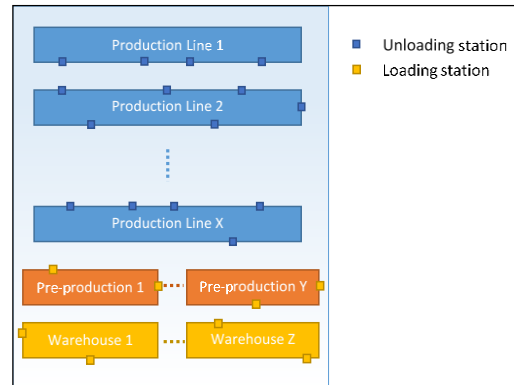 Production Line 1
Unloading station
Loading station
Production Line 2
Production Line X
Pre-production 1
Pre-production Y
Warehouse 1
Warehouse Z